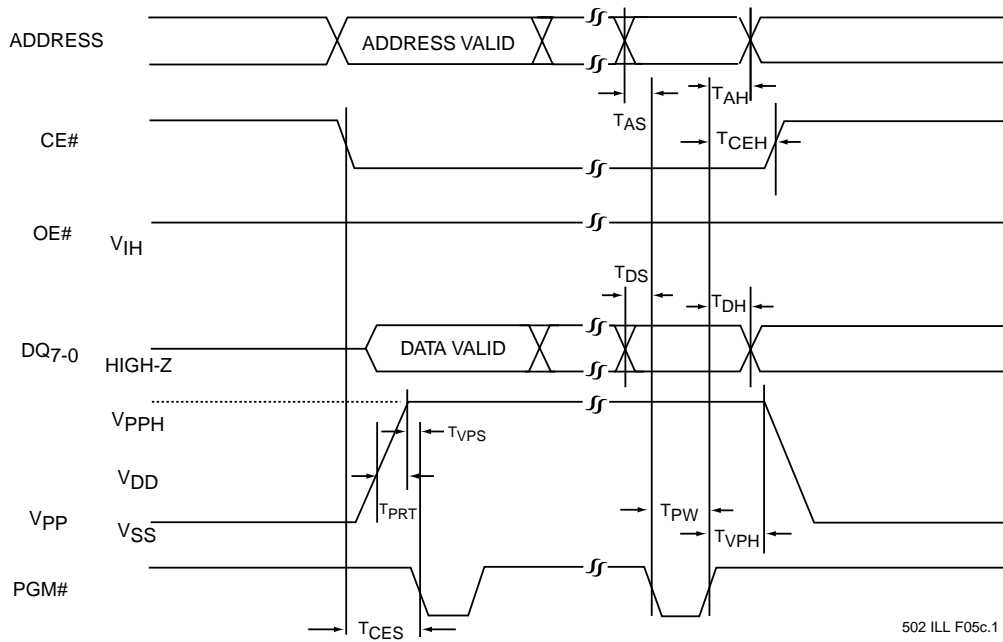 ADDRESS
ADDRESS VALID
TAH
TAS
CE#
TCEH
OE#
VIH
TDS
TDH
DQ7-0
DATA VALID
HIGH-Z
VPPH
TVPS
VDD
TPRT
TPW
VPP
VSS
TVPH
PGM#
TCES
502 ILL F05c.1